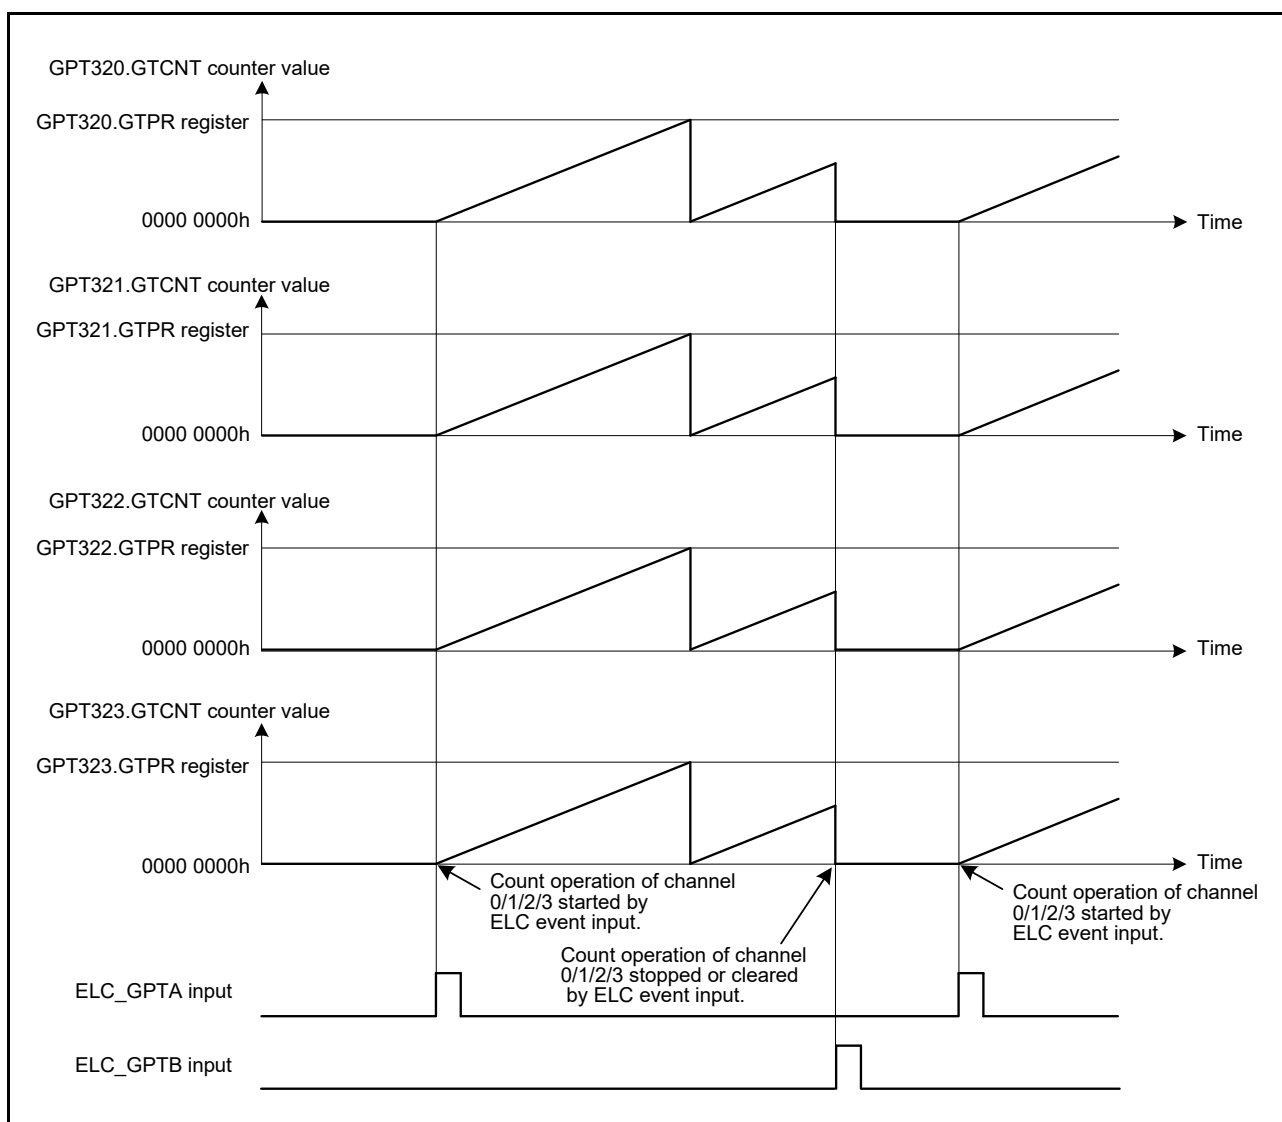 GPT320.GTCNT counter value
GPT320.GTPR register
0000 0000h
Time
GPT321.GTCNT counter value
GPT321.GTPR register
0000 0000h
Time
GPT322.GTCNT counter value
GPT322.GTPR register
0000 0000h
Time
GPT323.GTCNT counter value
GPT323.GTPR register
0000 0000h
Time
Count operation of channel
0/1/2/3 started by
ELC event input.
Count operation of channel
0/1/2/3 stopped or cleared
by ELC event input.
Count operation of channel
0/1/2/3 started by
ELC event input.
ELC_GPTA input
ELC_GPTB input